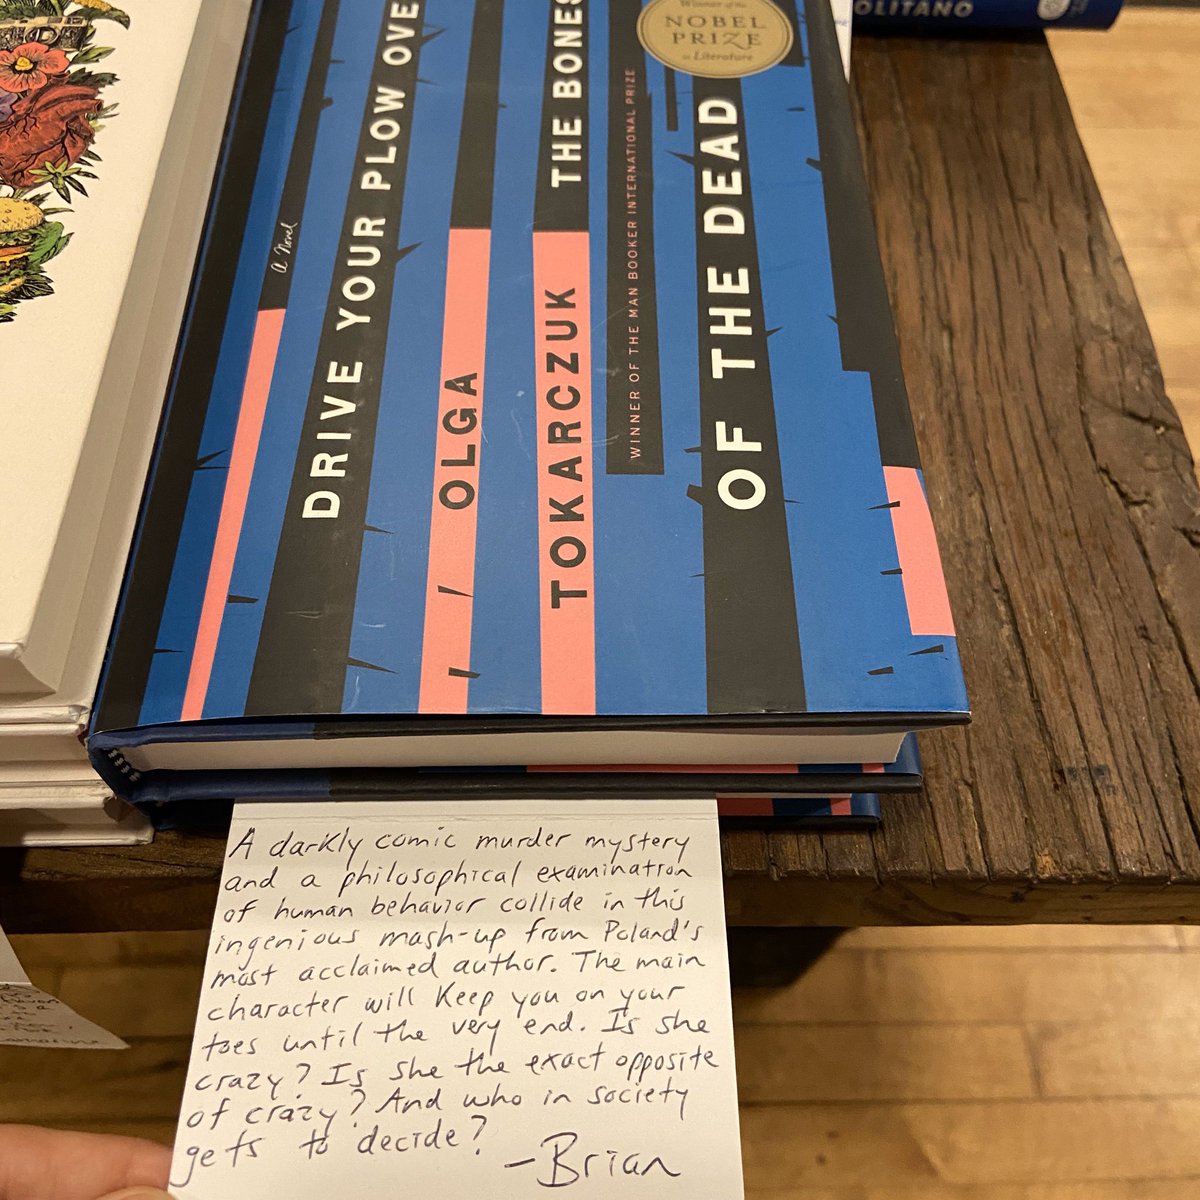 OLITANO
Winner of the
NOBEL
PRIZE
in Literature
A Novel
DRIVE YOUR PLOW OVE
OLGA
THE BONES
TOKARCZUK
WINNER OF THE MAN BOOKER INTERNATIONAL PRIZE
OF THE DEAD
A darkly comic murder mystery
and a philosophical examination
of human behavior collide in this
ingenious mash-up from Poland's
most acclaimed author. The main
character will keep you on your
toes until the very end. Is she
crazy? Is she the exact opposite
of crazy? And who in society
gets to decide?
-Brian